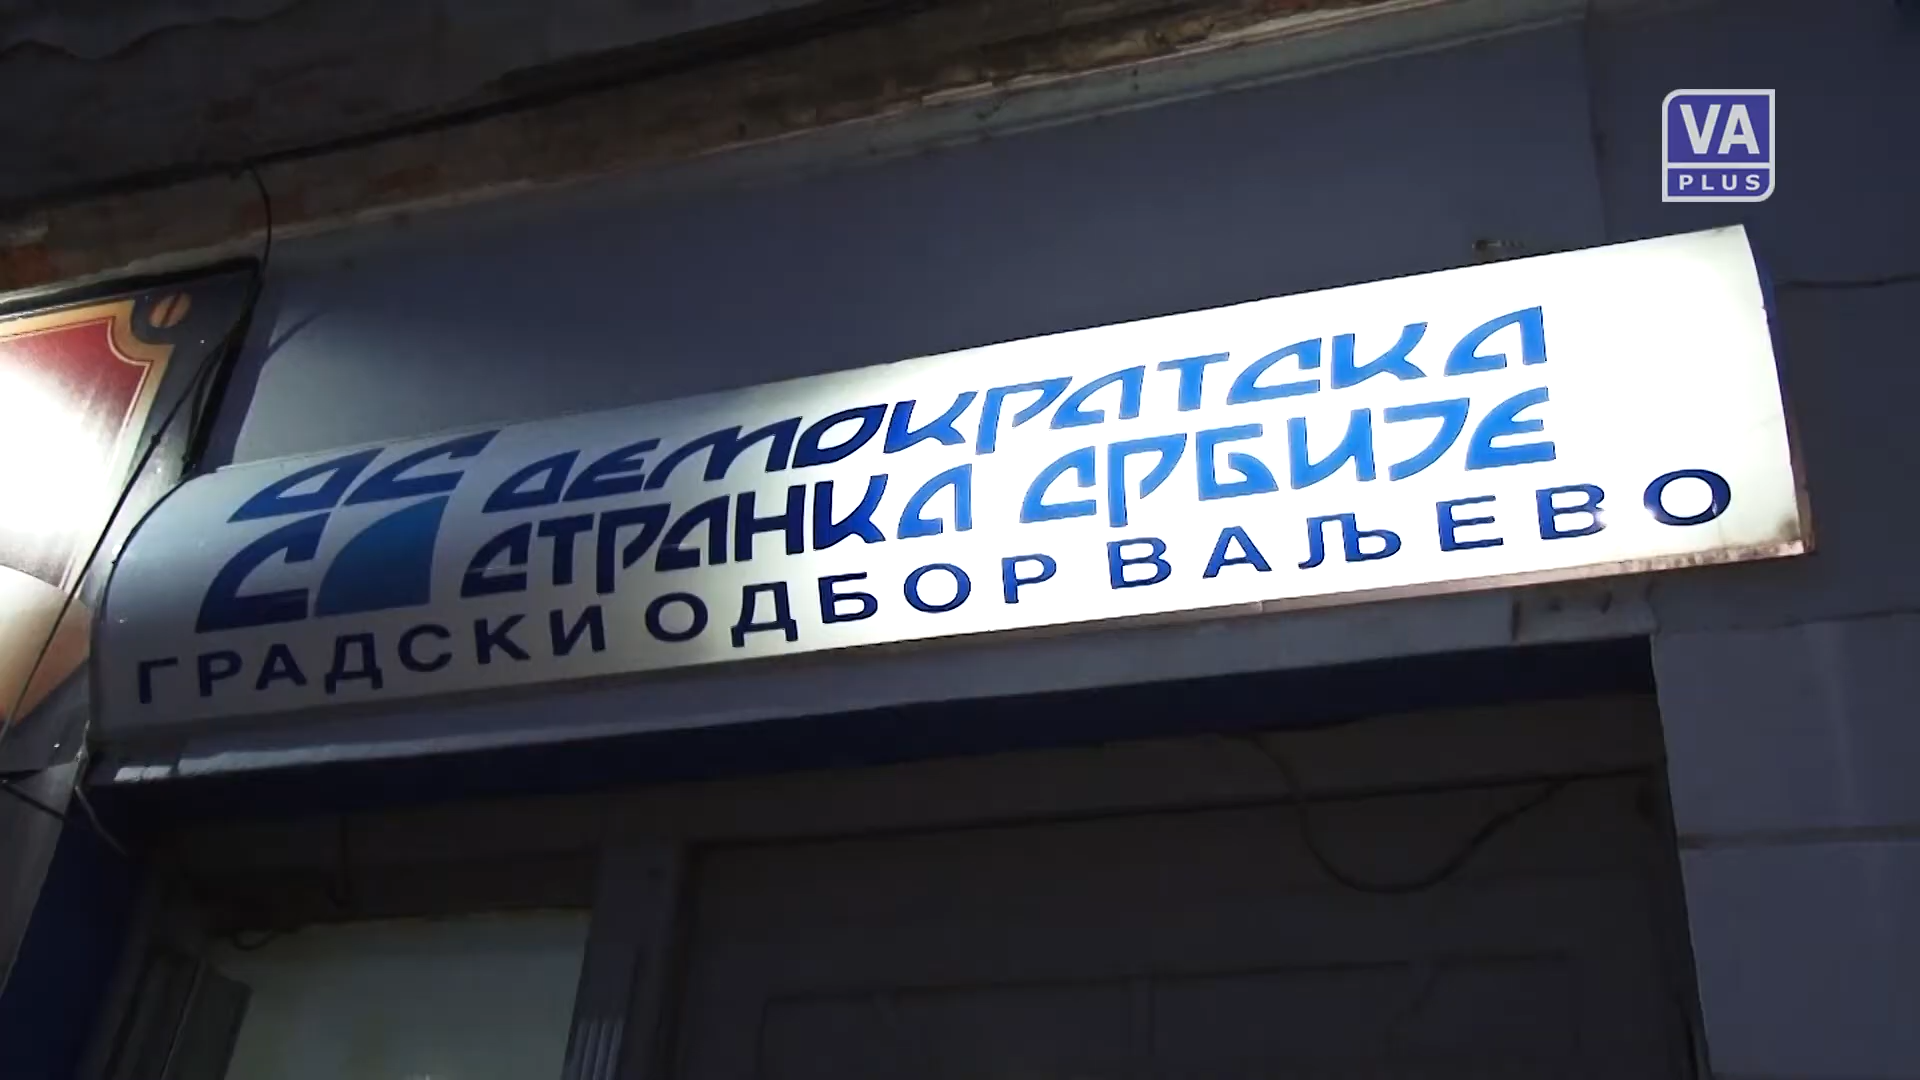 VA
PLUS
ДС
С
ДЕМОКРАТСКА
СТРАНКА СРБИЈЕ
ГРАДСКИ ОДБОР ВАЉЕВО